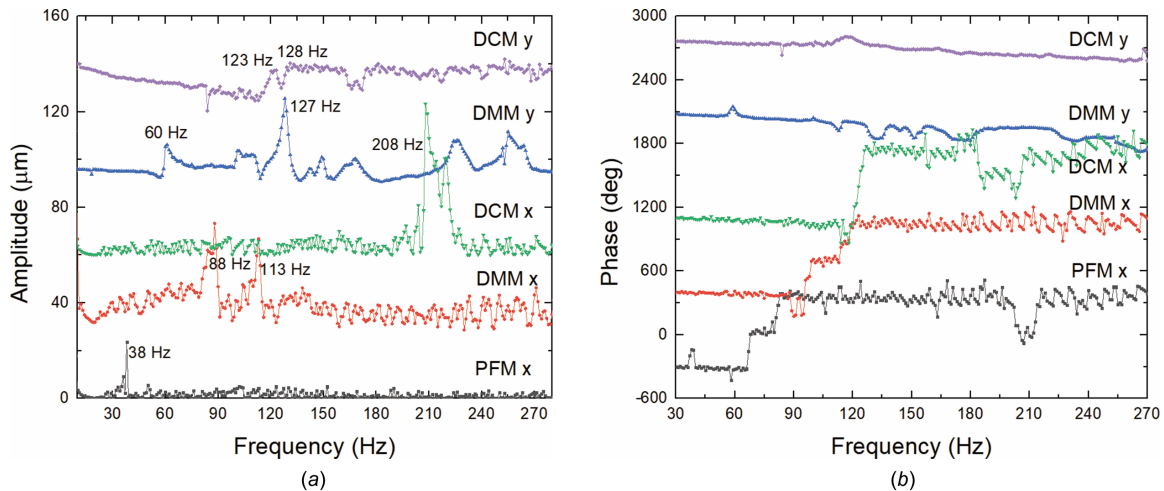 160
120
80
40
0
Amplitude (μm)
DCM y
123 Hz 128 Hz
127 Hz
DMM y
60 Hz
208 Hz
DCM x
88 Hz 113 Hz
DMM x
38 Hz
PFM x
30 60 90 120 150 180 210 240 270
Frequency (Hz)
(a)
3000
2400
1800
1200
600
0
-600
Phase (deg)
DCM y
DMM y
DCM x
DMM x
PFM x
30 60 90 120 150 180 210 240 270
Frequency (Hz)
(b)